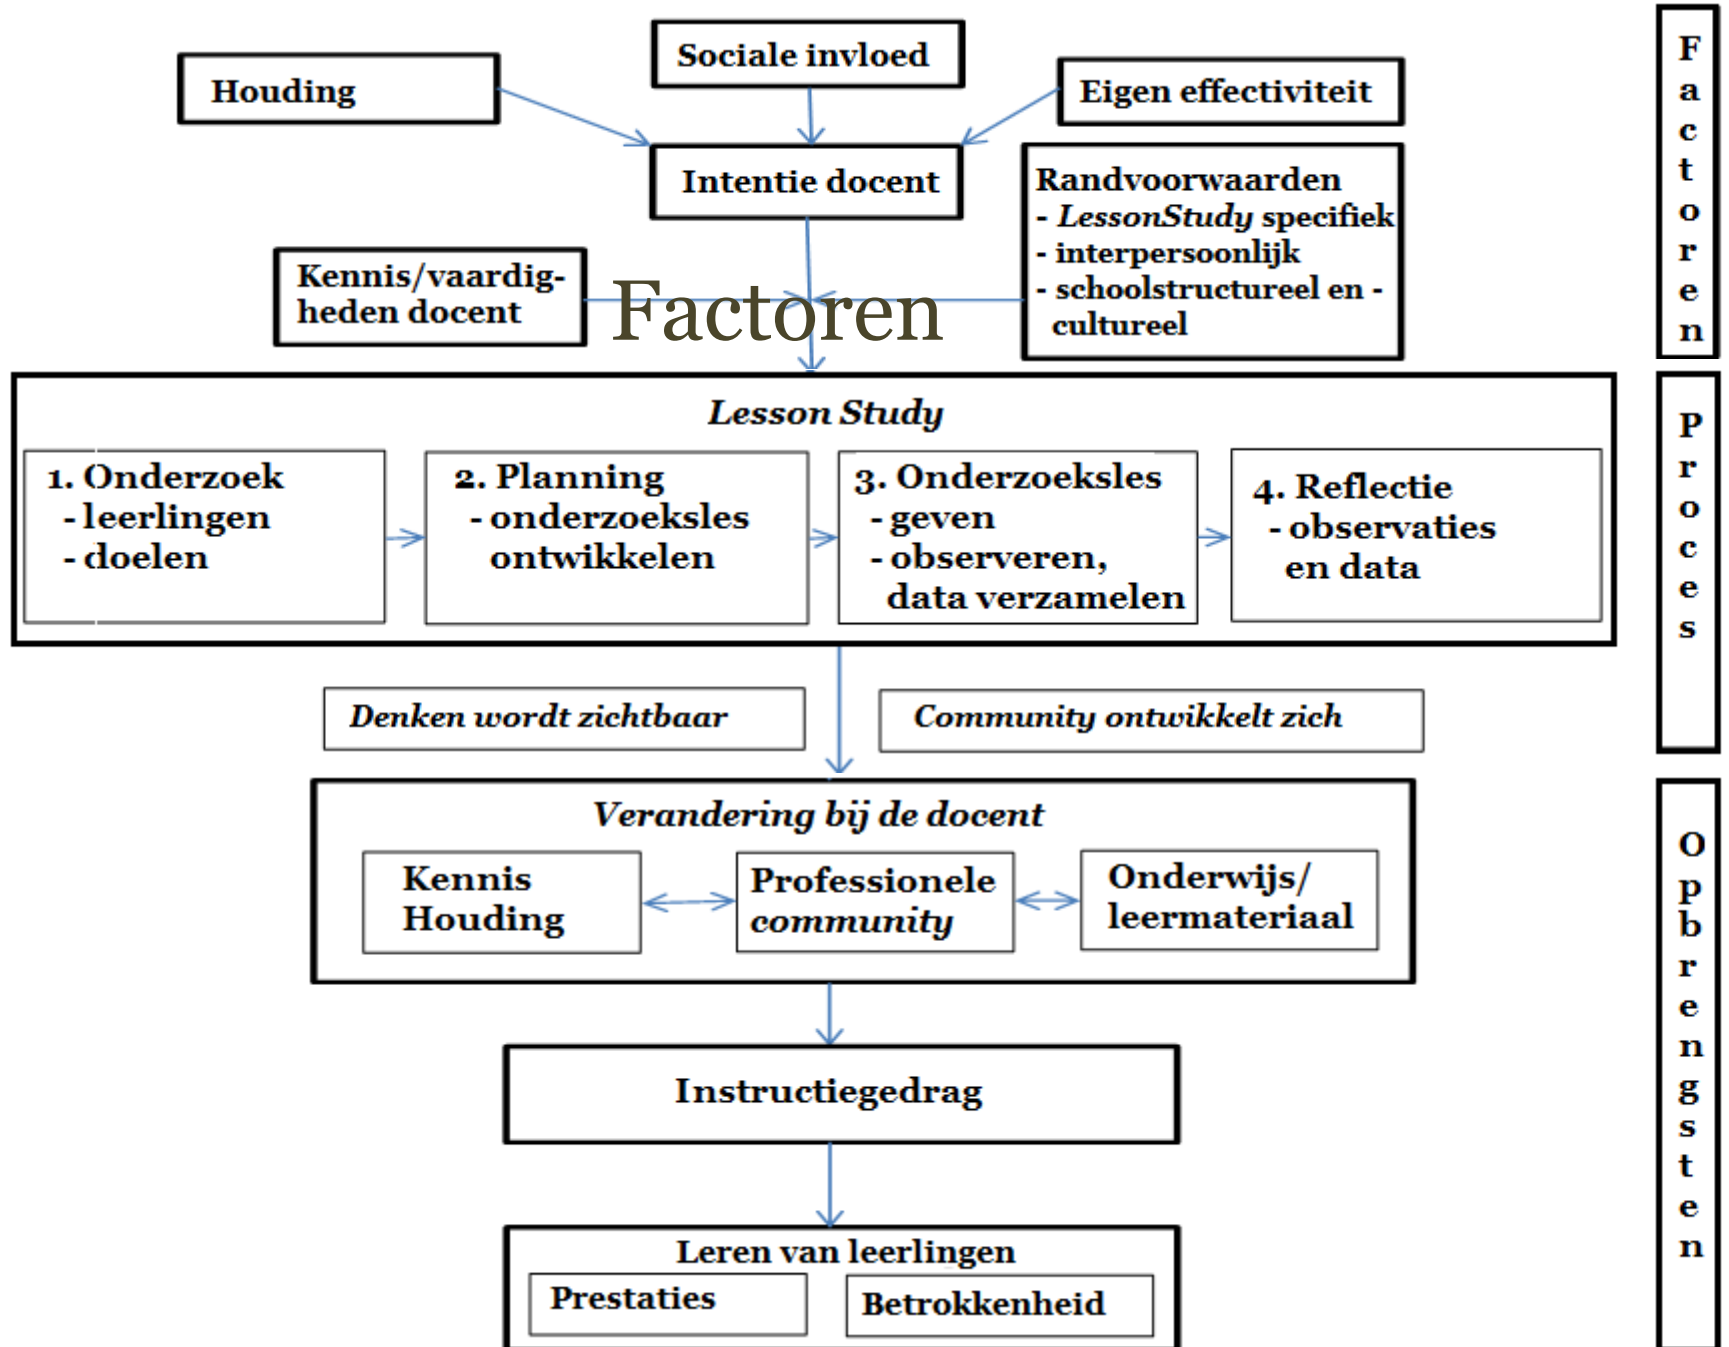 Sociale invloed
Houding
Eigen effectiviteit
Intentie docent
Randvoorwaarden
- LessonStudy specifiek
- interpersoonlijk
- schoolstructureel en -
cultureel
Kennis/vaardig-
heden docent
Factoren
Factoren
Lesson Study
1. Onderzoek
- leerlingen
- doelen
2. Planning
- onderzoeksles
ontwikkelen
3. Onderzoeksles
- geven
- observeren,
data verzamelen
4. Reflectie
- observaties
en data
Proces
Denken wordt zichtbaar
Community ontwikkelt zich
Verandering bij de docent
Kennis
Houding
Professionele
community
Onderwijs/
leermateriaal
Instructiegedrag
Leren van leerlingen
Prestaties
Betrokkenheid
Opbrengsten